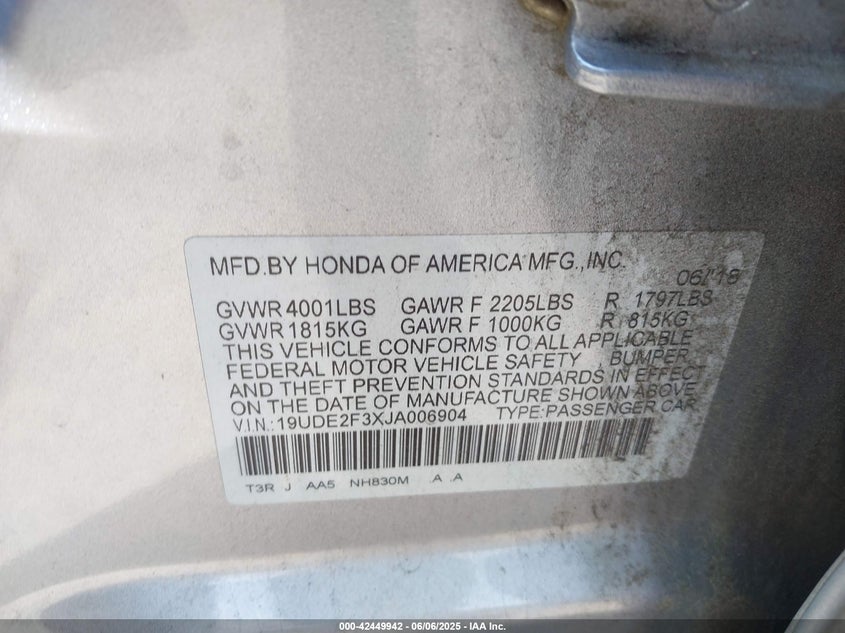 MFD.BY HONDA OF AMERICA MFG.,INC. 06/18
GVWR 4001LBS GAWR F 2205LBS R 1797LBS
GVWR 1815KG GAWR F 1000KG R 815KG
THIS VEHICLE CONFORMS TO ALL APPLICABLE
FEDERAL MOTOR VEHICLE SAFETY , BUMPER
AND THEFT PREVENTION STANDARDS IN EFFECT
ON THE DATE OF MANUFACTURE SHOWN ABOVE
V.I.N.:19UDE2F3XJA006904 TYPE:PASSENGER CAR
T3R J AA5 NH830M .A .A
000-42449942 - 06/06/2025 - IAA Inc.